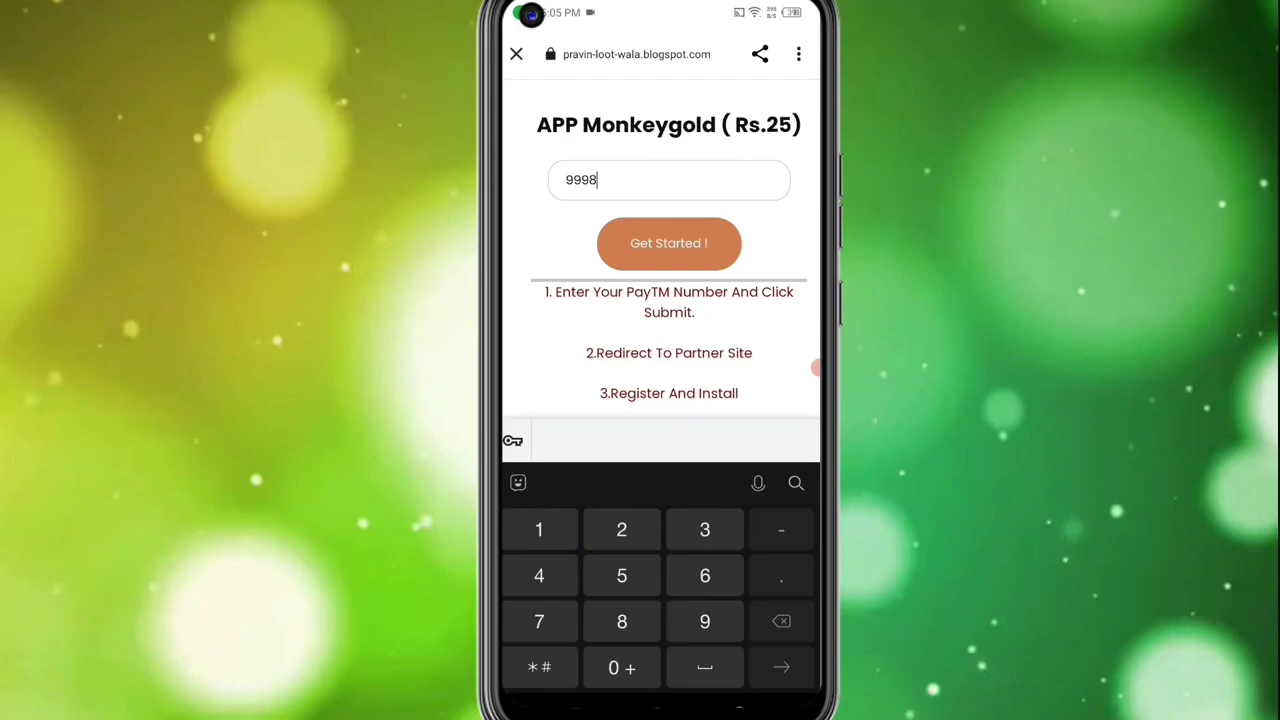 5:05 PM
395
B/S
39
pravin-loot-wala.blogspot.com
APP Monkeygold ( Rs.25)
9998
Get Started !
1. Enter Your PayTM Number And Click
Submit.
2.Redirect To Partner Site
3.Register And Install
1 2 3 -
4 5 6 .
7 8 9
*# 0 +